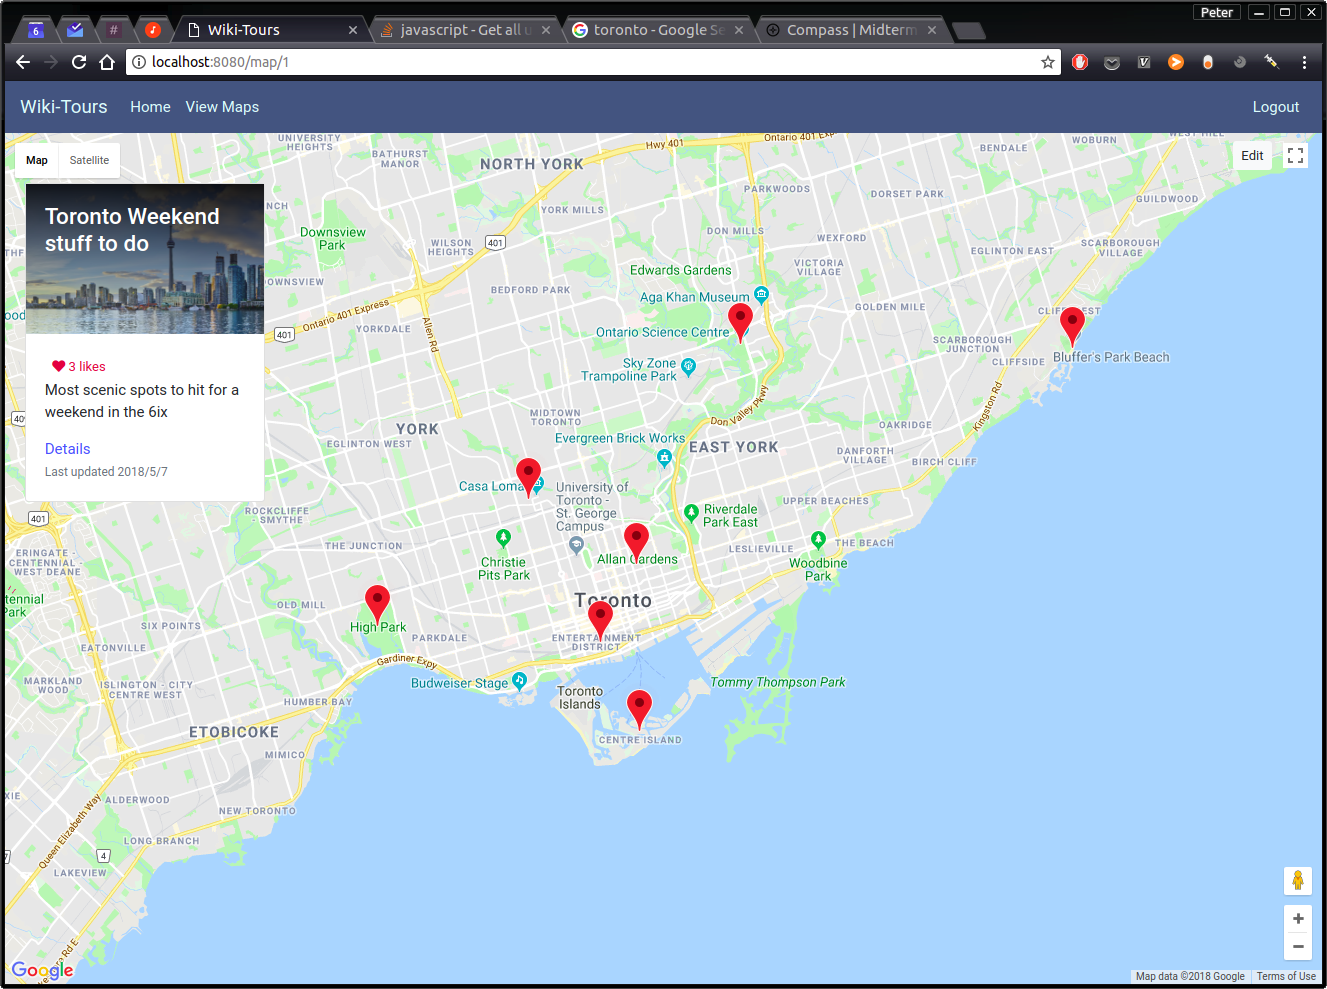 Peter
6
Wiki-Tours
javascript - Get all u
toronto - Google Se
Compass | Midterm
localhost:8080/map/1
Wiki-Tours
Home
View Maps
Logout
Map
Satellite
Edit
Toronto Weekend
stuff to do
3 likes
Most scenic spots to hit for a
weekend in the 6ix
Details
Last updated 2018/5/7
UNIVERSITY
HEIGHTS
BATHURST
MANOR
NORTH YORK
Hwy 401
Ontario 401 Exp
BENDALE
WOBURN
WEST HILL
PARKWOODS
DORSET PARK
GUILDWOOD
YORK MILLS
Downsview
Park
WILSON
HEIGHTS
401
DON MILLS
WEXFORD
EGLINTON EAST
SCARBOROUGH
VILLAGE
VICTORIA
VILLAGE
Edwards Gardens
OWNSVIEW
BEDFORD PARK
Aga Khan Museum
GOLDEN MILE
Ontario 401 Express
401
YORKDALE
Allen Rd
Ontario Science Centre
SCARBOROUGH
JUNCTION
CLIFFSIDE
Bluffer's Park Beach
Sky Zone
Trampoline Park
Kingston Rd
MIDTOWN
TORONTO
Don Valley Pkwy
YORK
EGLINTON WEST
Evergreen Brick Works
EAST YORK
OAKRIDGE
DANFORTH
VILLAGE
BIRCH CLIFF
Casa Loma
University of
Toronto -
St. George
Campus
UPPER BEACHES
Riverdale
Park East
ROCKCLIFFE
- SMYTHE
401
THE JUNCTION
Christie
Pits Park
Allan Gardens
LESLIEVILLE
THE BEACH
Woodbine
Park
ERINGATE -
CENTENNIAL -
WEST DEANE
tennial
Park
OLD MILL
Toronto
High Park
SIX POINTS
PARKDALE
ENTERTAINMENT
DISTRICT
EATONVILLE
Gardiner Expy
MARKLAND
WOOD
ISLINGTON - CITY
CENTRE WEST
Budweiser Stage
Toronto
Islands
Tommy Thompson Park
HUMBER BAY
ETOBICOKE
CENTRE ISLAND
MIMICO
ALDERWOOD
NEW TORONTO
Queen Elizabeth Way
LONG BRANCH
4
LAKEVIEW
Google
Map data ©2018 Google
Terms of Use